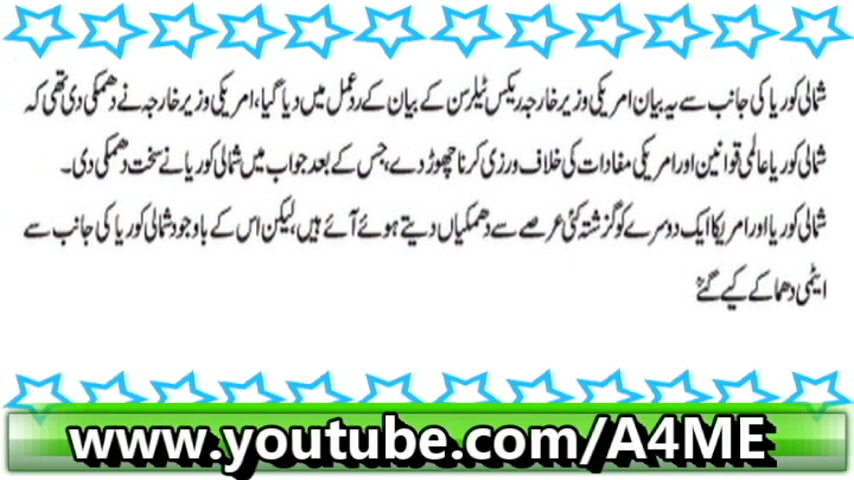 شمالی کوریا کی جانب سے یہ بیان امریکی وزیر خارجہ ریکس ٹیلرسن کے بیان کے رد عمل میں دیا گیا، امریکی وزیر خارجہ نے دھمکی دی تھی کہ
شمالی کوریا عالمی قوانین اور امریکی مفادات کی خلاف ورزی کرنا چھوڑ دے، جس کے بعد جواب میں شمالی کوریا نے سخت دھمکی دی۔
شمالی کوریا اور امریکا ایک دوسرے کو گزشتہ کئی عرصے سے دھمکیاں دیتے ہوئے آئے ہیں، لیکن اس کے باوجود شمالی کوریا کی جانب سے
ایٹمی دھماکے کیے گئے
www.youtube.com/A4ME